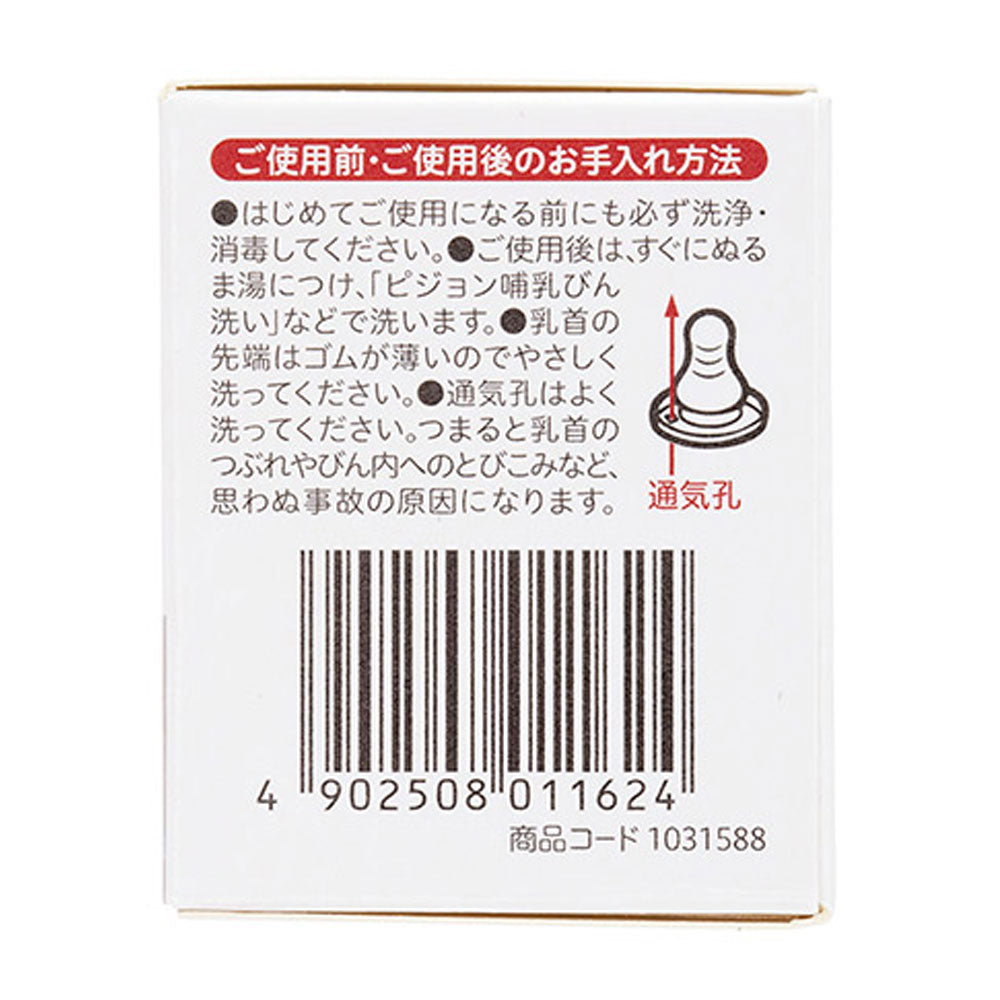 ご使用前・ご使用後のお手入れ方法
●はじめてご使用になる前にも必ず洗浄・
消毒してください。●ご使用後は、すぐにぬる
ま湯につけ、「ピジョン哺乳びん
洗い」などで洗います。●乳首の
先端はゴムが薄いのでやさしく
洗ってください。●通気孔はよく
洗ってください。つまると乳首の
つぶれやびん内へのとびこみなど、
思わぬ事故の原因になります。
通気孔
4 902508 011624
商品コード 1031588